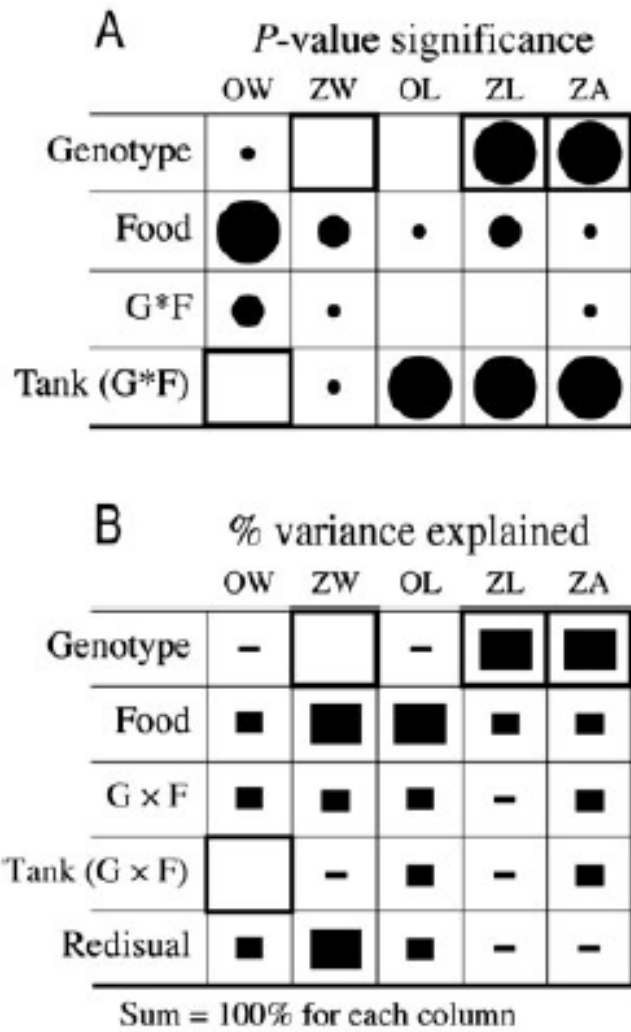 A P-value significance
OW ZW OL ZL ZA
Genotype
Food
G*F
Tank (G*F)
B % variance explained
OW ZW OL ZL ZA
Genotype
Food
G × F
Tank (G × F)
Redisual
Sum = 100% for each column